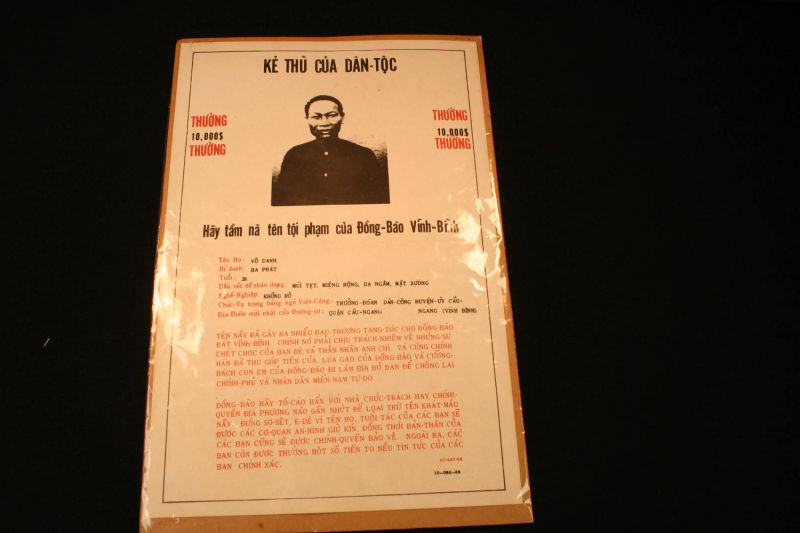 KẺ THÙ CỦA DÂN-TỘC
THƯỞNG
10,000$
THƯỞNG
THƯỞNG
10,000$
THƯỞNG
Hãy tầm nã tên tội phạm của Đồng-Bào Vĩnh-Bình
Tên Họ: VÕ DANH
Bí danh: BA PHÁT
Tuổi: 38
Dấu vết để nhận dạng: MŨI TẸT, MIỆNG RỘNG, DA NGĂM, MẶT XƯƠNG
Nghề-Nghiệp: KHÔNG RÕ
Chức-Vụ trong hàng ngũ Việt-Cộng: TRƯỞNG-ĐOÀN DÂN-CÔNG HUYỆN-ỦY CẦU-
Địa-Điểm mới nhất của Đương-sự: QUẬN CẦU-NGANG NGANG (VĨNH BÌNH)
TÊN NẦY ĐÃ GÂY RA NHIỀU ĐAU-THƯƠNG TANG-TÓC CHO ĐỒNG-BÀO
ĐẤT VĨNH-BÌNH. CHÍNH NÓ PHẢI CHỊU TRÁCH-NHIỆM VỀ NHỮNG SỰ
CHẾT CHÓC CỦA BẠN BÈ VÀ THÂN NHÂN ANH CHỊ. VÀ CŨNG CHÍNH
HẮN ĐÃ THU GÓP TIỀN CỦA, LÚA GẠO CỦA ĐỒNG-BÀO VÀ CƯỠNG-
BÁCH CON EM CỦA ĐỒNG-BÀO ĐI LÀM BIA ĐỠ ĐẠN ĐỂ CHỐNG LẠI
CHÍNH-PHỦ VÀ NHÂN DÂN MIỀN-NAM TỰ-DO.
ĐỒNG-BÀO HÃY TỐ-CÁO HẮN VỚI NHÀ CHỨC-TRÁCH HAY CHÍNH-
QUYỀN ĐỊA PHƯƠNG NÀO GẦN NHỨT ĐỂ LOẠI TRỪ TÊN KHÁT-MÁU
NẦY. ĐỪNG SỢ-SỆT, E-DÈ VÌ TÊN HỌ, TUỔI TÁC CỦA CÁC BẠN SẼ
ĐƯỢC CÁC CƠ-QUAN AN-NINH GIỮ KÍN, ĐỒNG THỜI BẢN-THÂN CỦA
CÁC BẠN CŨNG SẼ ĐƯỢC CHÍNH-QUYỀN BẢO VỆ. NGOÀI RA, CÁC
BẠN CÒN ĐƯỢC THƯỞNG MỘT SỐ TIỀN TO NẾU TIN TỨC CỦA CÁC
BẠN CHÍNH XÁC.